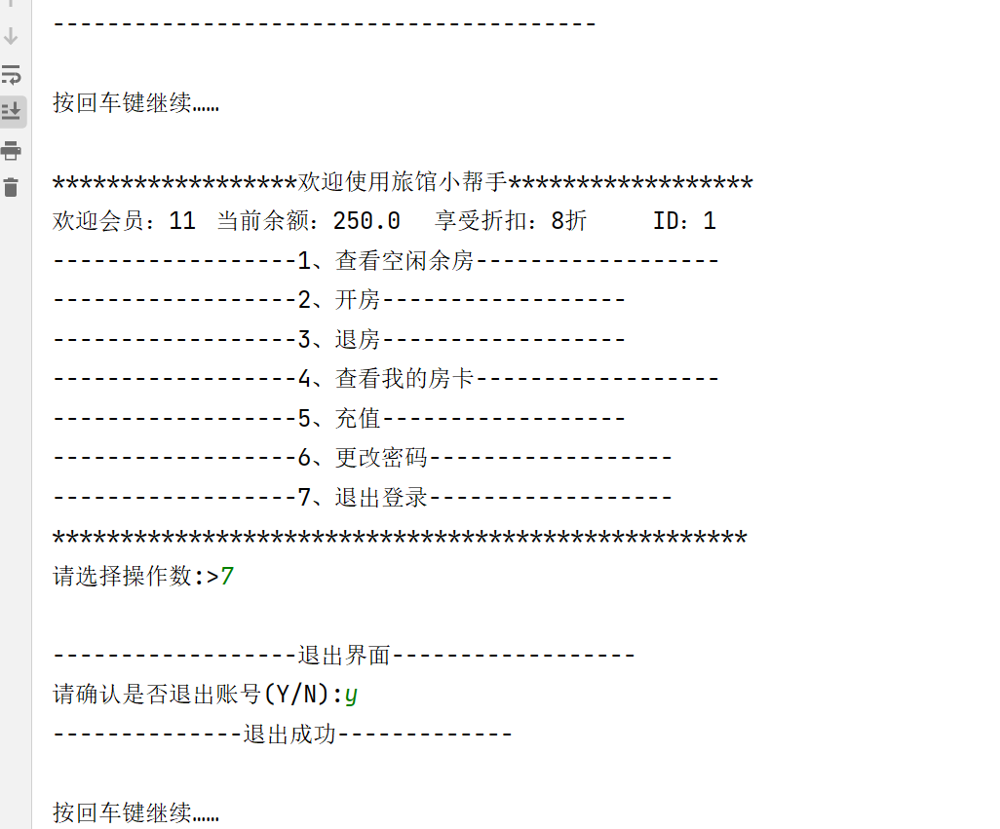 ----------------------------------------
按回车键继续……
******************欢迎使用旅馆小帮手******************
欢迎会员：11 当前余额：250.0 享受折扣：8折 ID：1
------------------1、查看空闲余房------------------
------------------2、开房------------------
------------------3、退房------------------
------------------4、查看我的房卡------------------
------------------5、充值------------------
------------------6、更改密码------------------
------------------7、退出登录------------------
***************************************************
请选择操作数:>7
------------------退出界面------------------
请确认是否退出账号(Y/N):y
--------------退出成功-------------
按回车键继续……